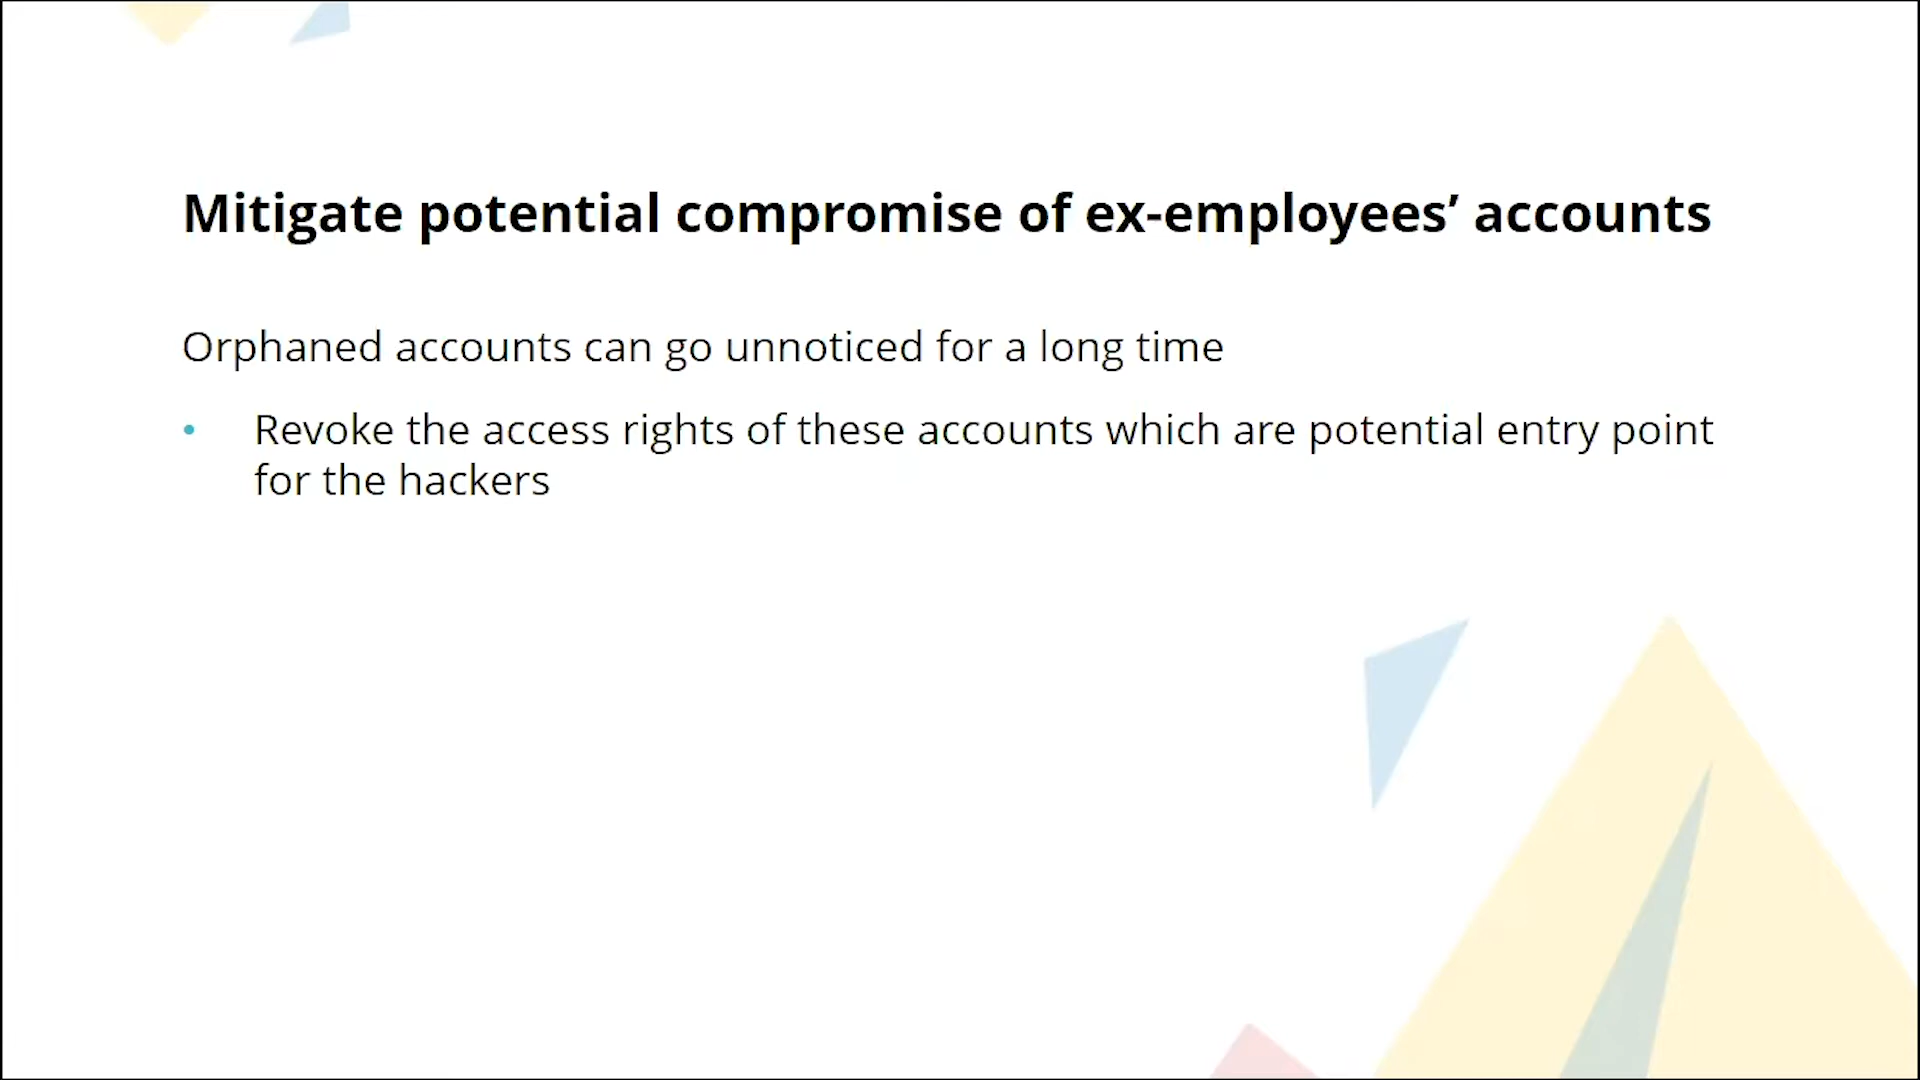 Mitigate potential compromise of ex-employees’ accounts
Orphaned accounts can go unnoticed for a long time
• Revoke the access rights of these accounts which are potential entry point
for the hackers